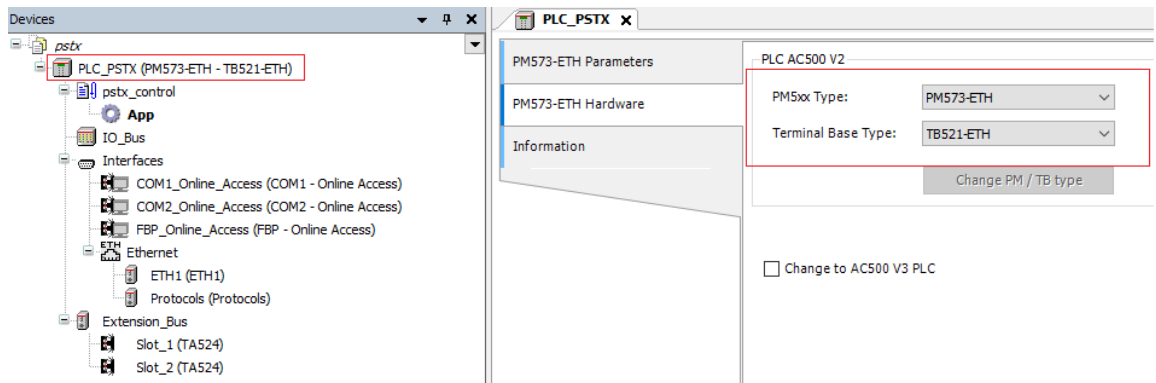 Devices
pstx
PLC_PSTX (PM573-ETH - TB521-ETH)
pstx_control
App
IO_Bus
Interfaces
COM1_Online_Access (COM1 - Online Access)
COM2_Online_Access (COM2 - Online Access)
FBP_Online_Access (FBP - Online Access)
ETH
Ethernet
ETH1 (ETH1)
Protocols (Protocols)
Extension_Bus
Slot_1 (TA524)
Slot_2 (TA524)
PLC_PSTX
PM573-ETH Parameters
PM573-ETH Hardware
Information
PLC AC500 V2
PM5xx Type: PM573-ETH
Terminal Base Type: TB521-ETH
Change PM / TB type
Change to AC500 V3 PLC